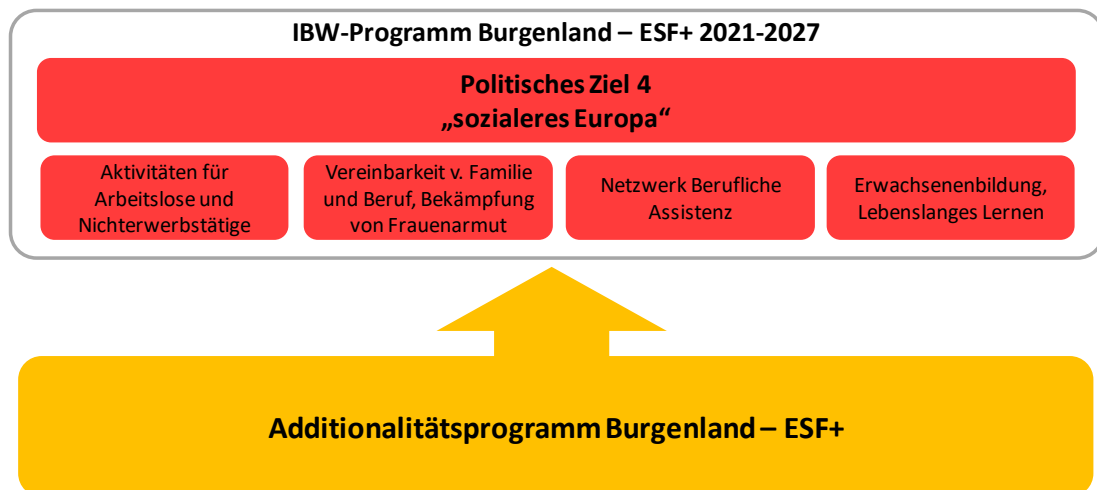 IBW-Programm Burgenland – ESF+ 2021-2027
Politisches Ziel 4
„sozialeres Europa“
Aktivitäten für
Arbeitslose und
Nichterwerbstätige
Vereinbarkeit v. Familie
und Beruf, Bekämpfung
von Frauenarmut
Netzwerk Berufliche
Assistenz
Erwachsenenbildung,
Lebenslanges Lernen
Additionalitätsprogramm Burgenland – ESF+